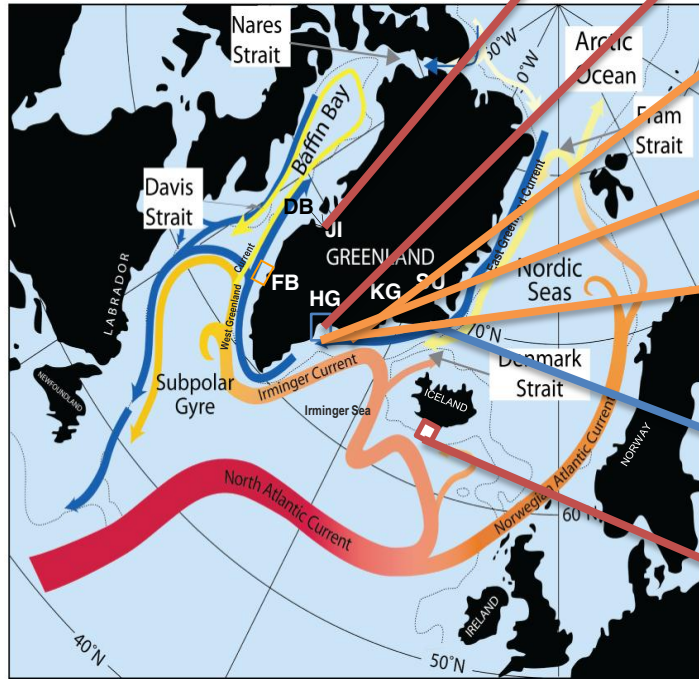 Nares
Strait
50°W
0°W
Arctic
Ocean
Fram
Strait
Baffin Bay
Davis
Strait
DB
JI
GREENLAND
East Greenland Current
Nordic
Seas
LABRADOR
West Greenland Current
FB
HG
KG
SU
70°N
Denmark
Strait
Subpolar
Gyre
Irminger Current
Irminger Sea
ICELAND
NEWFOUNDLAND
NORWAY
North Atlantic Current
Norwegian Atlantic Current
60°N
IRELAND
40°N
50°N